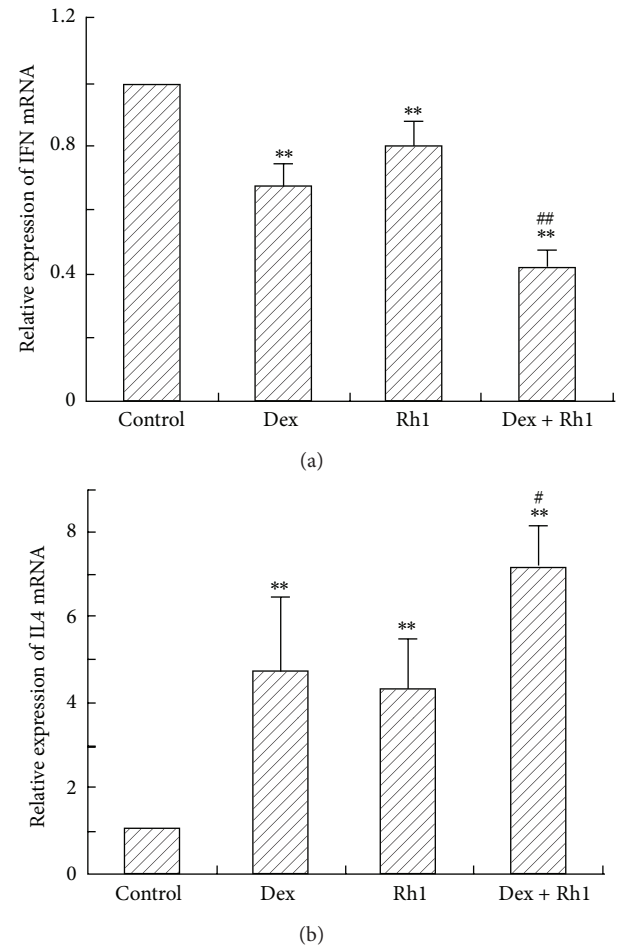 Relative expression of IFN mRNA
1.2
0.8
0.4
0
**
**
##
**
Control Dex Rh1 Dex + Rh1
(a)
Relative expression of IL4 mRNA
8
6
4
2
0
**
**
#
**
Control Dex Rh1 Dex + Rh1
(b)